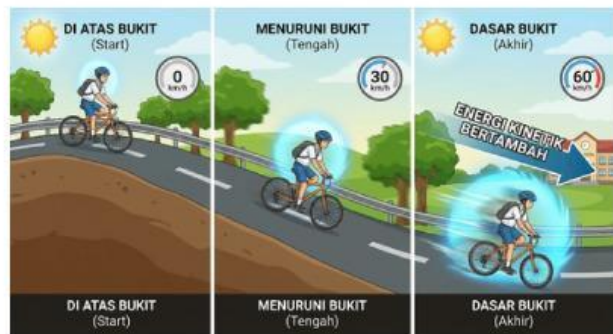 DI ATAS BUKIT
(Start)
0
km/h
DI ATAS BUKIT
(Start)
MENURUNI BUKIT
(Tengah)
30
km/h
MENURUNI BUKIT
(Tengah)
DASAR BUKIT
(Akhir)
60
km/h
ENERGI KINETIK
BERTAMBAH
DASAR BUKIT
(Akhir)